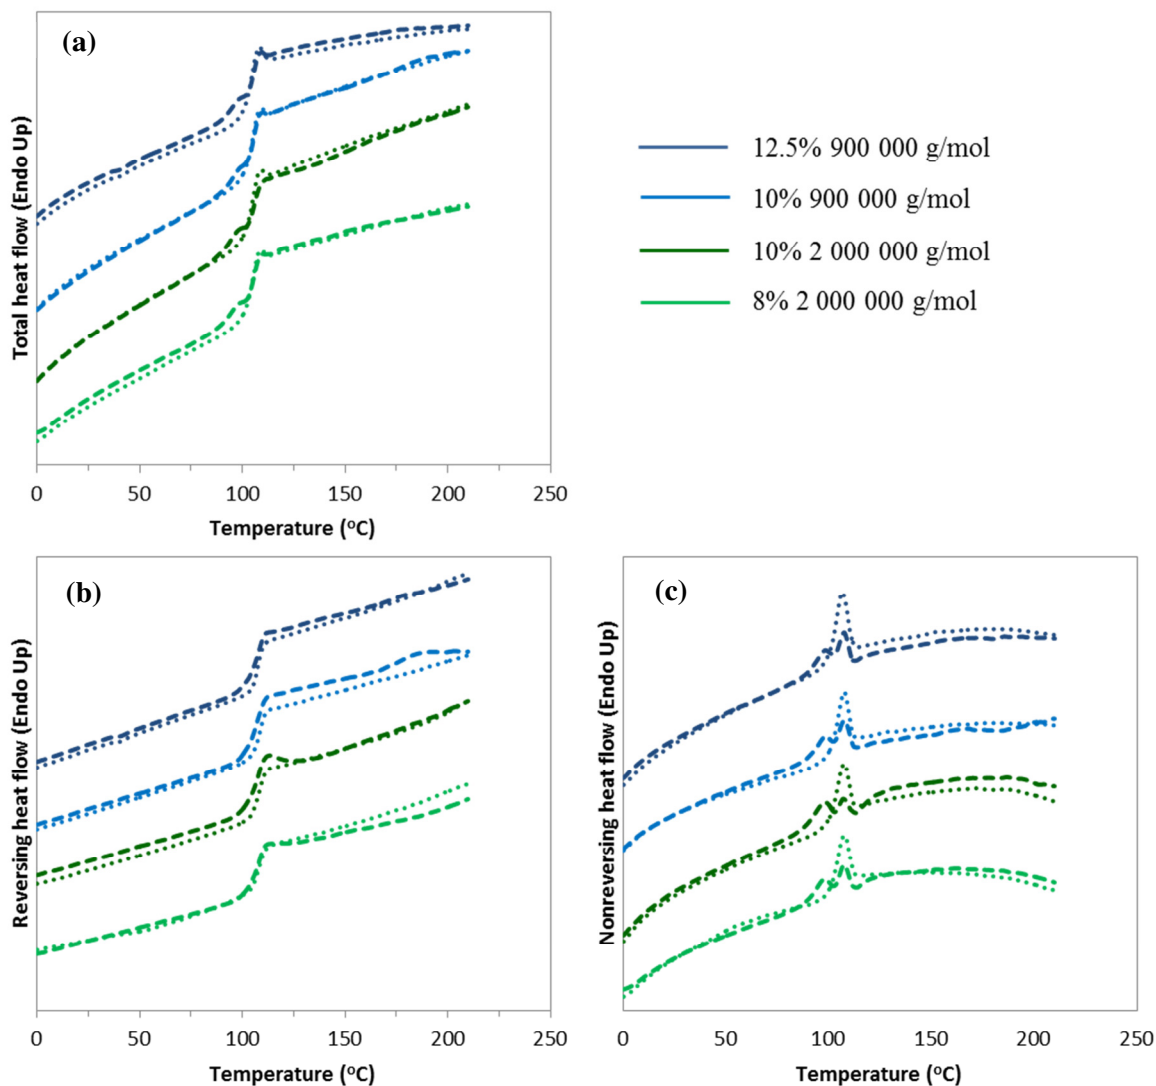 (a)
Total heat flow (Endo Up)
0 50 100 150 200 250
Temperature (°C)
12.5% 900 000 g/mol
10% 900 000 g/mol
10% 2 000 000 g/mol
8% 2 000 000 g/mol
(b)
Reversing heat flow (Endo Up)
0 50 100 150 200 250
Temperature (°C)
(c)
Nonreversing heat flow (Endo Up)
0 50 100 150 200 250
Temperature (°C)